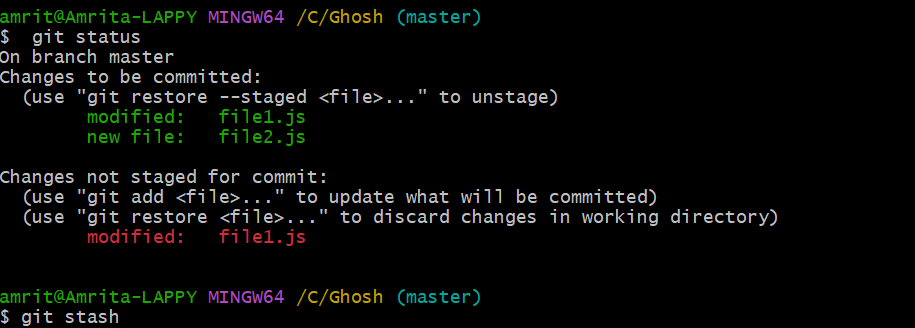 amrit@Amrita-LAPPY MINGW64 /C/Ghosh (master)
$  git status
On branch master
Changes to be committed:
  (use "git restore --staged <file>..." to unstage)
        modified:   file1.js
        new file:   file2.js

Changes not staged for commit:
  (use "git add <file>..." to update what will be committed)
  (use "git restore <file>..." to discard changes in working directory)
        modified:   file1.js

amrit@Amrita-LAPPY MINGW64 /C/Ghosh (master)
$ git stash